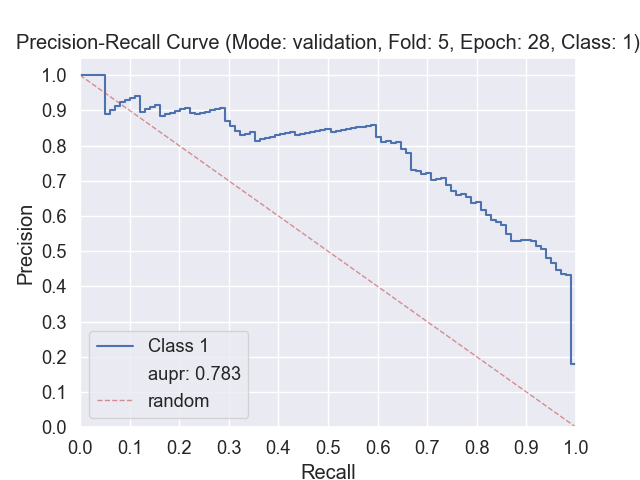 Precision-Recall Curve (Mode: validation, Fold: 5, Epoch: 28, Class: 1)
1.0
0.9
0.8
0.7
0.6
0.5
0.4
0.3
0.2
0.1
0.0
Precision
Class 1
aupr: 0.783
random
0.0 0.1 0.2 0.3 0.4 0.5 0.6 0.7 0.8 0.9 1.0
Recall